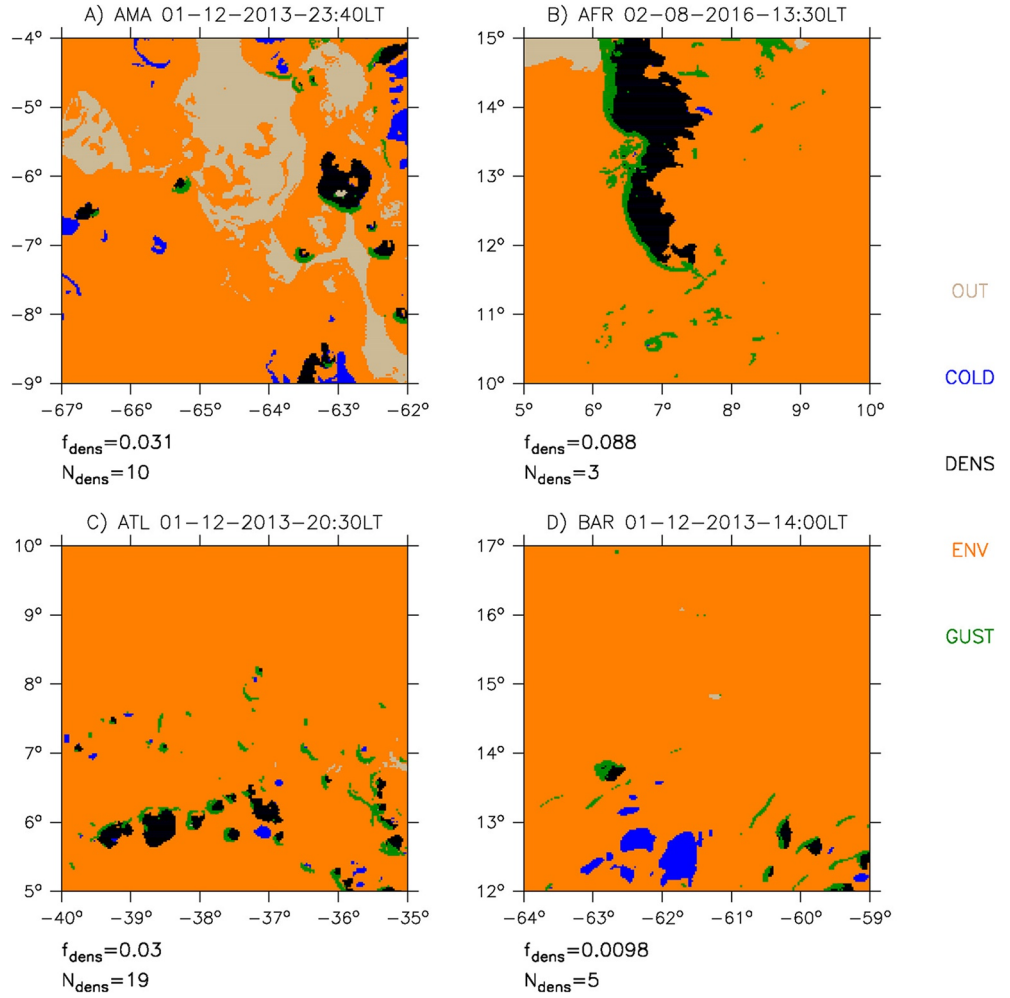 A) AMA 01-12-2013-23:40LT
B) AFR 02-08-2016-13:30LT
-4°
-5°
-6°
-7°
-8°
-9°
-67° -66° -65° -64° -63° -62°
f_dens=0.031
N_dens=10
15°
14°
13°
12°
11°
10°
5° 6° 7° 8° 9° 10°
f_dens=0.088
N_dens=3
C) ATL 01-12-2013-20:30LT
D) BAR 01-12-2013-14:00LT
10°
9°
8°
7°
6°
5°
-40° -39° -38° -37° -36° -35°
f_dens=0.03
N_dens=19
17°
16°
15°
14°
13°
12°
-64° -63° -62° -61° -60° -59°
f_dens=0.0098
N_dens=5
OUT
COLD
DENS
ENV
GUST